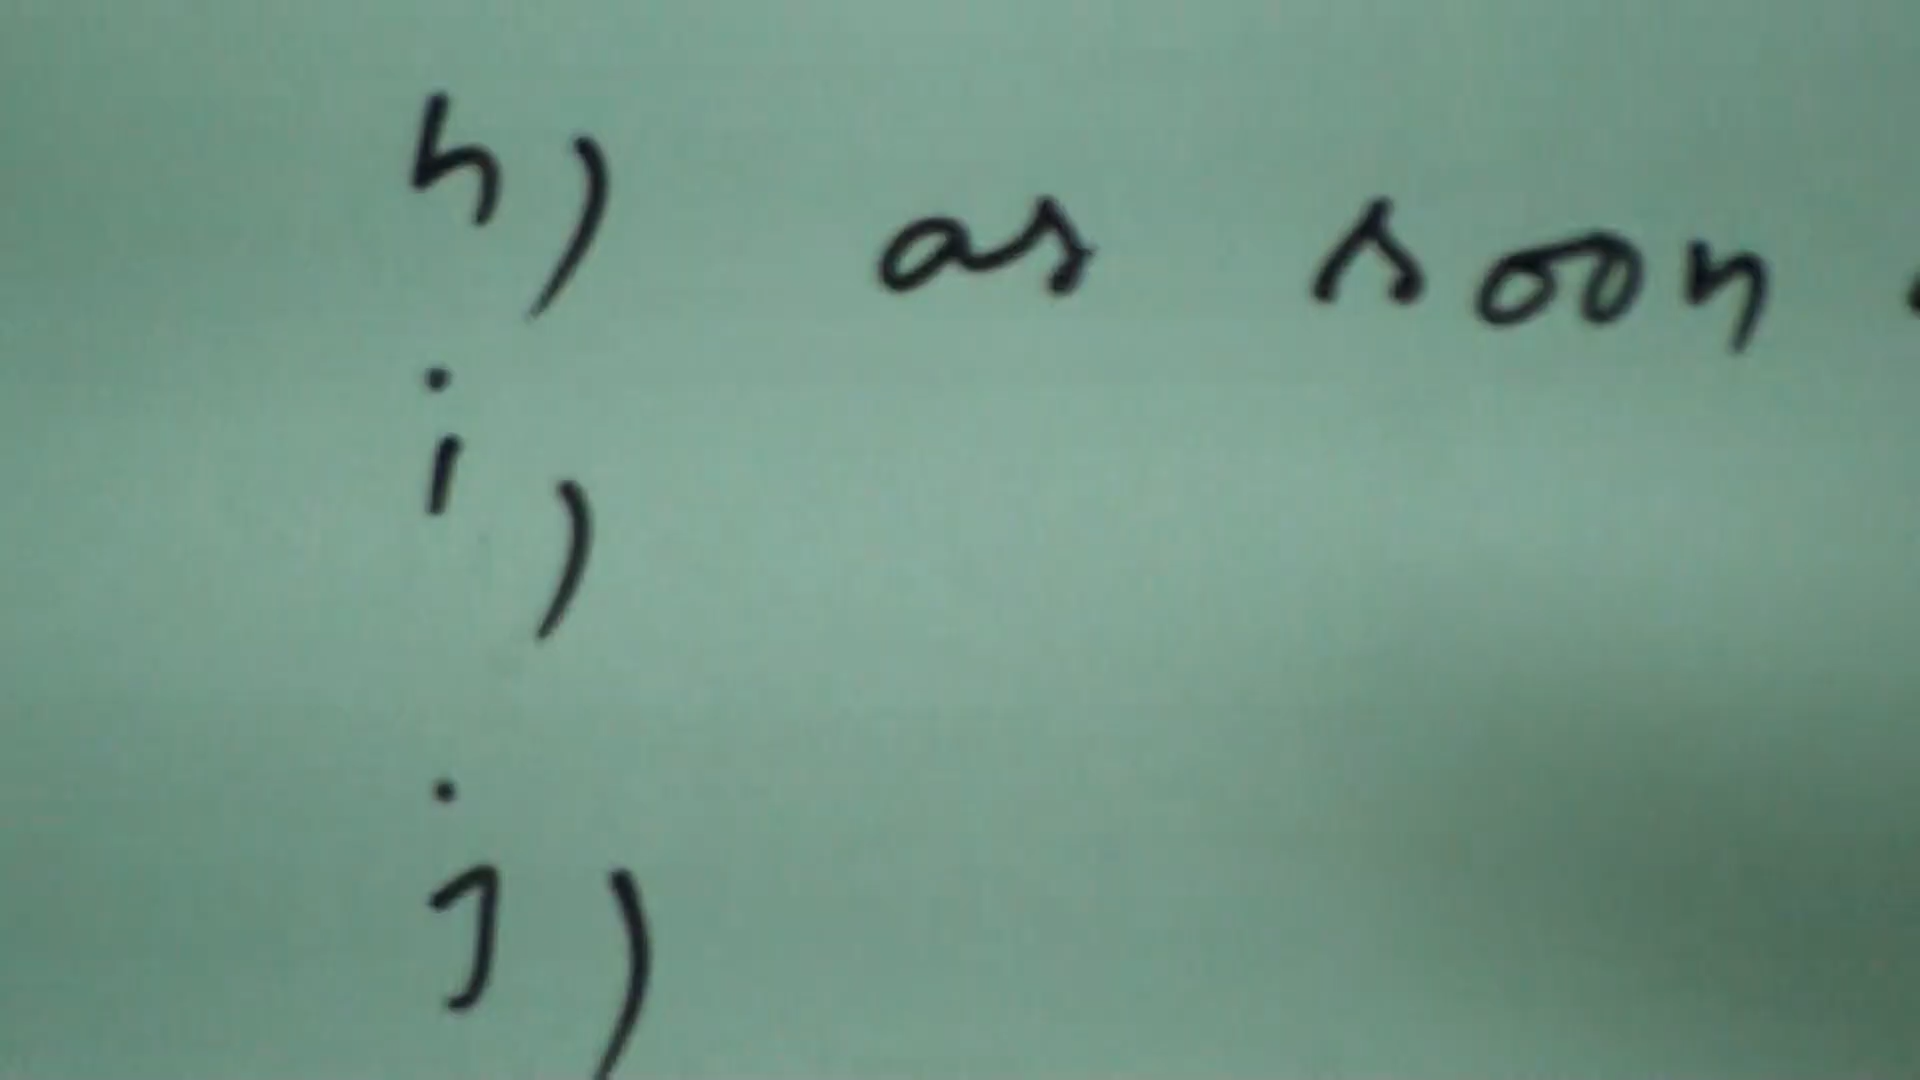 h) as soon
i)
j)